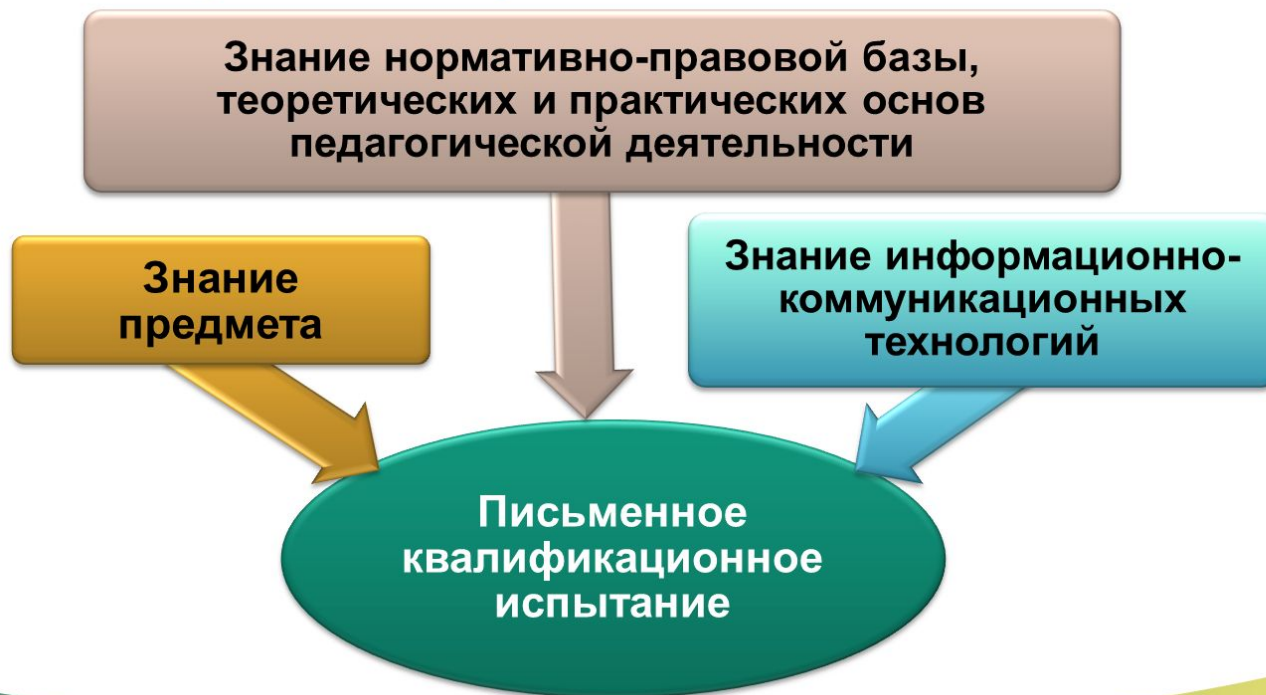 Знание нормативно-правовой базы,
теоретических и практических основ
педагогической деятельности
Знание
предмета
Знание информационно-
коммуникационных
технологий
Письменное
квалификационное
испытание